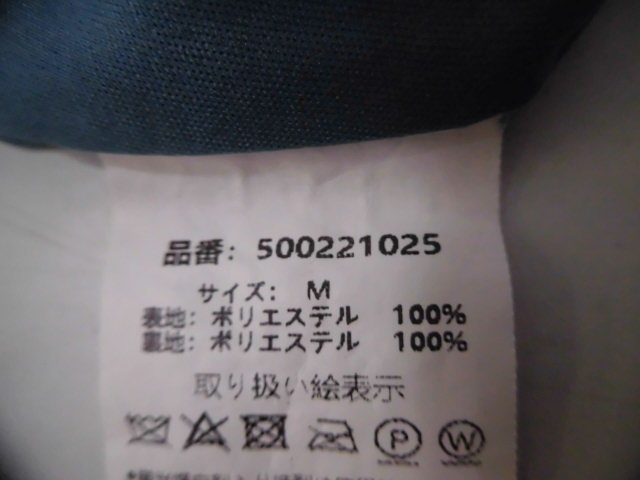 品番: 500221025
サイズ: M
表地: ポリエステル 100%
裏地: ポリエステル 100%
取り扱い絵表示
P W